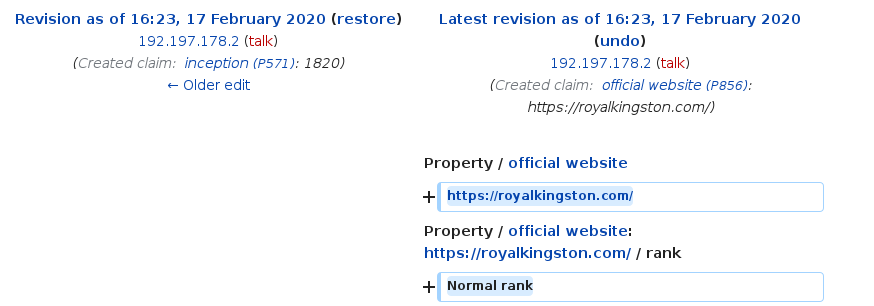 Revision as of 16:23, 17 February 2020 (restore)
192.197.178.2 (talk)
(Created claim: inception (P571): 1820)
← Older edit
Latest revision as of 16:23, 17 February 2020
(undo)
192.197.178.2 (talk)
(Created claim: official website (P856):
https://royalkingston.com/)
Property / official website
+ https://royalkingston.com/
Property / official website:
https://royalkingston.com/ / rank
+ Normal rank